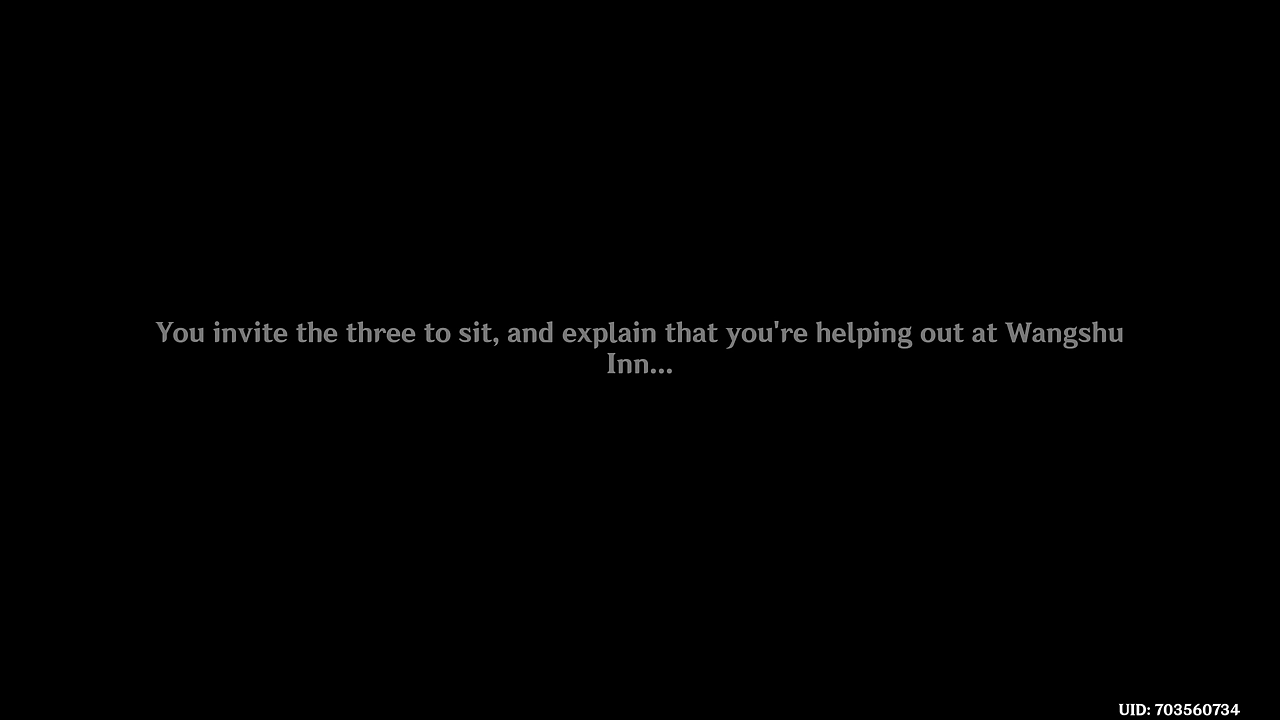 You invite the three to sit, and explain that you're helping out at Wangshu
Inn...
UID: 703560734